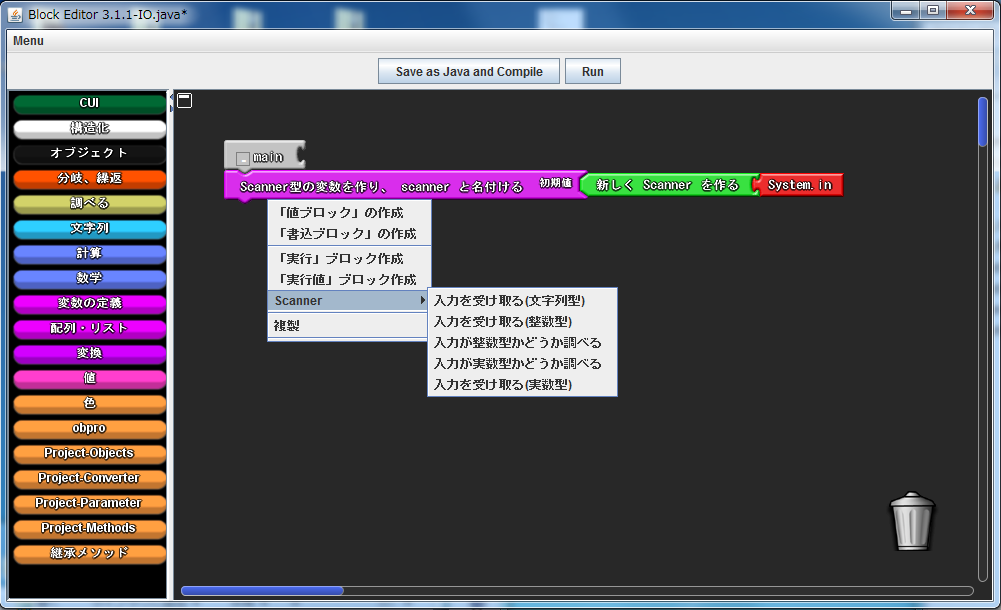 Block Editor 3.1.1-IO.java*
Menu
Save as Java and Compile
Run
CUI
構造化
オブジェクト
分岐、繰返
調べる
文字列
計算
数学
変数の定義
配列・リスト
変換
値
色
obpro
Project-Objects
Project-Converter
Project-Parameter
Project-Methods
継承メソッド
main
Scanner型の変数を作り、 scanner と名付ける 初期値 新しく Scanner を作る System.in
「値ブロック」の作成
「書込ブロック」の作成
「実行」ブロック作成
「実行値」ブロック作成
Scanner
複製
入力を受け取る(文字列型)
入力を受け取る(整数型)
入力が整数型かどうか調べる
入力が実数型かどうか調べる
入力を受け取る(実数型)